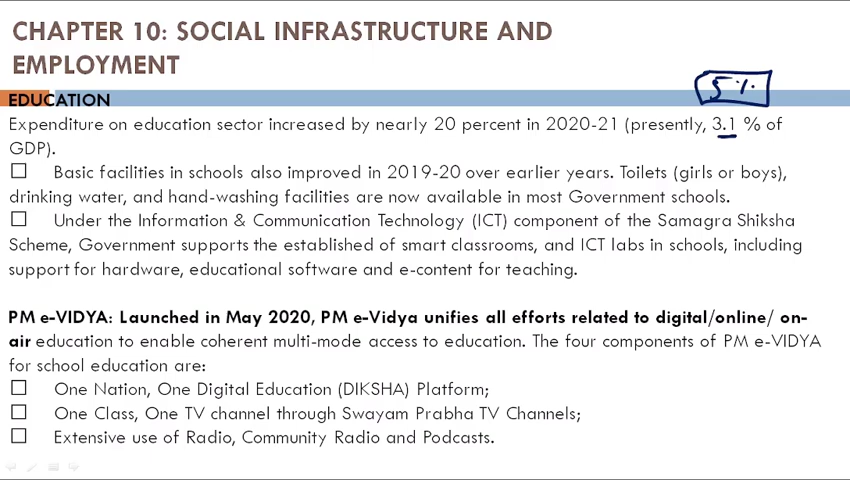 CHAPTER 10: SOCIAL INFRASTRUCTURE AND
EMPLOYMENT
5%
EDUCATION
Expenditure on education sector increased by nearly 20 percent in 2020-21 (presently, 3.1 % of
GDP).
☐ Basic facilities in schools also improved in 2019-20 over earlier years. Toilets (girls or boys),
drinking water, and hand-washing facilities are now available in most Government schools.
☐ Under the Information & Communication Technology (ICT) component of the Samagra Shiksha
Scheme, Government supports the established of smart classrooms, and ICT labs in schools, including
support for hardware, educational software and e-content for teaching.
PM e-VIDYA: Launched in May 2020, PM e-Vidya unifies all efforts related to digital/online/ on-
air education to enable coherent multi-mode access to education. The four components of PM e-VIDYA
for school education are:
☐ One Nation, One Digital Education (DIKSHA) Platform;
☐ One Class, One TV channel through Swayam Prabha TV Channels;
☐ Extensive use of Radio, Community Radio and Podcasts.